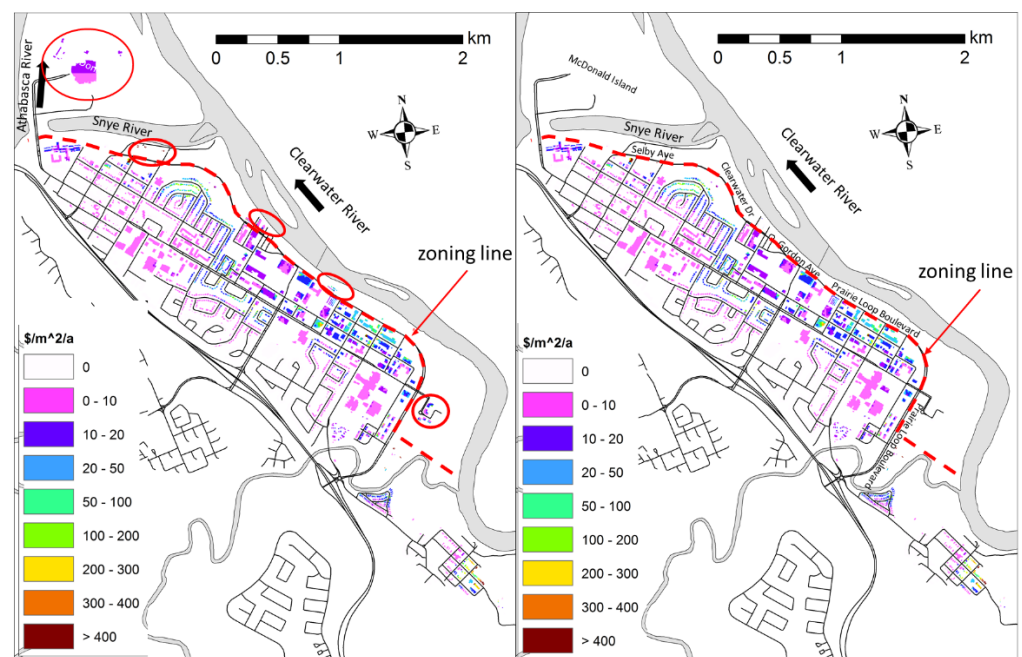 km
0
0.5
1
2
Athabasca River
Snye River
N
W
E
S
Clearwater River
zoning line
$/m^2/a
0
0 - 10
10 - 20
20 - 50
50 - 100
100 - 200
200 - 300
300 - 400
> 400
km
0
0.5
1
2
McDonald Island
Snye River
Selby Ave
N
W
E
S
Clearwater River
Clearwater Dr
Gordon Ave
Prairie Loop Boulevard
zoning line
Prairie Loop Boulevard
$/m^2/a
0
0 - 10
10 - 20
20 - 50
50 - 100
100 - 200
200 - 300
300 - 400
> 400